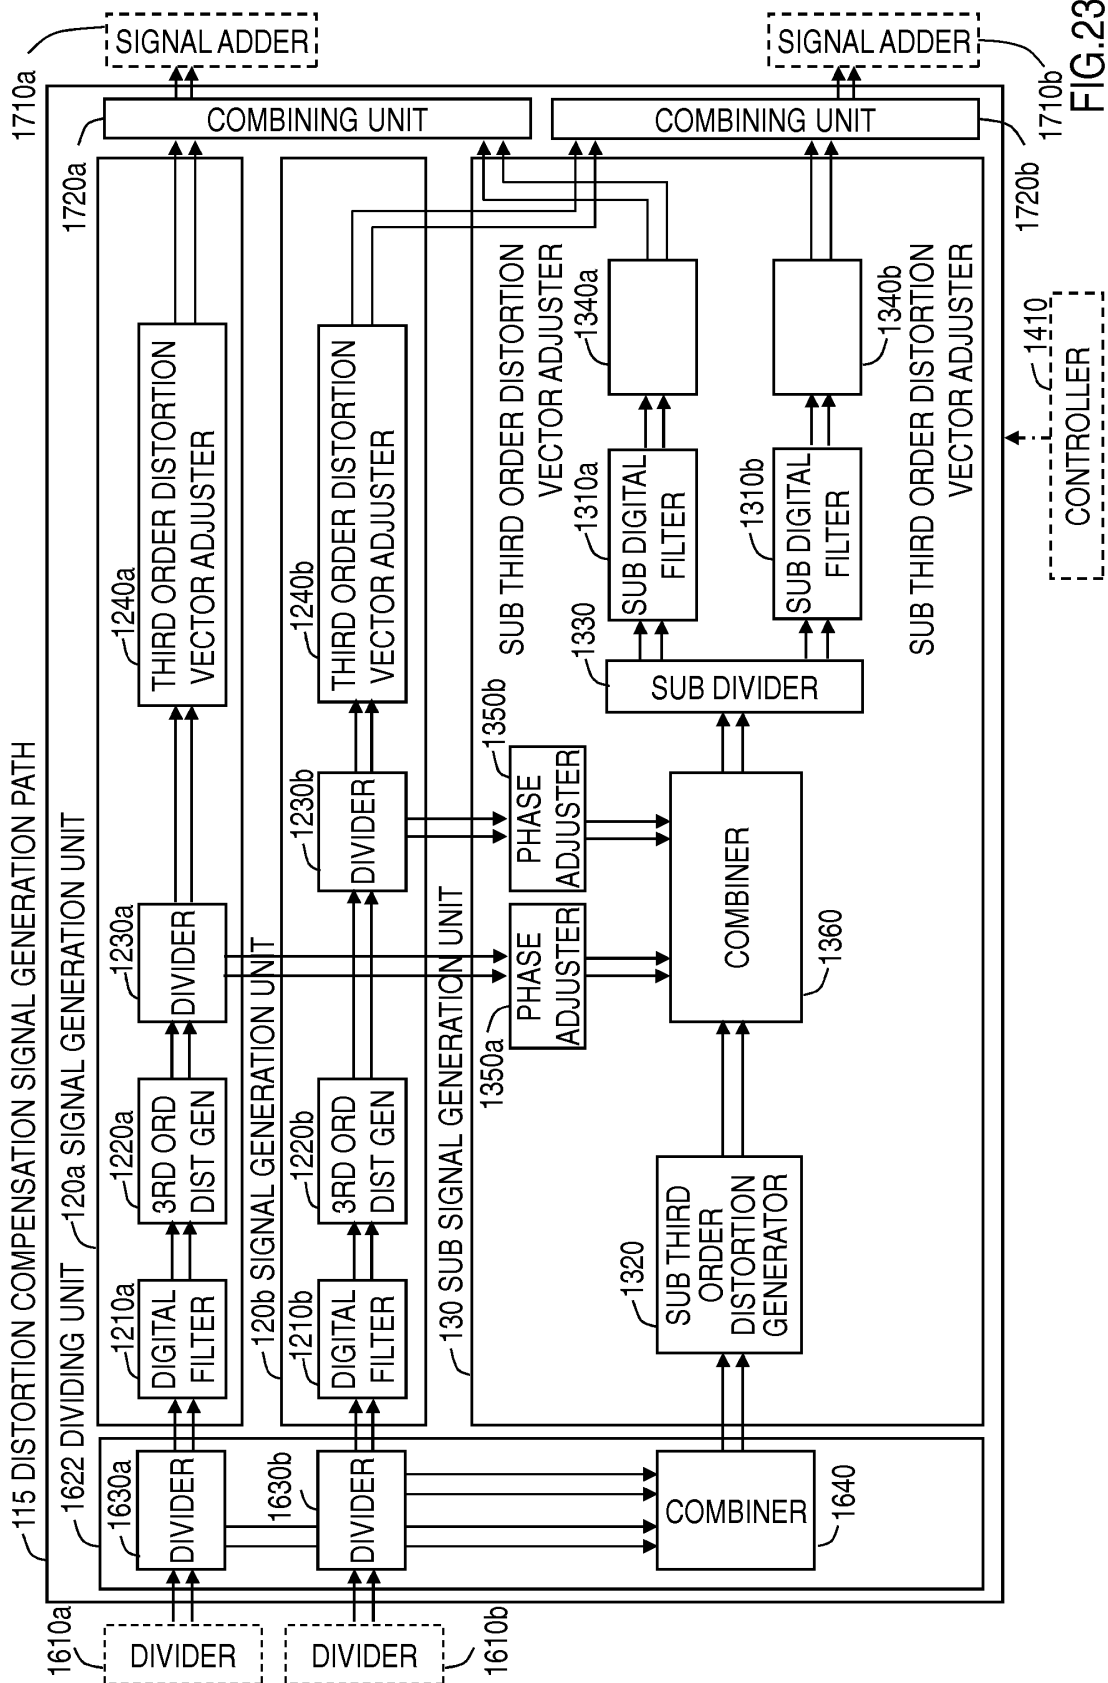 115 DISTORTION COMPENSATION SIGNAL GENERATION PATH
1622 DIVIDING UNIT
120a SIGNAL GENERATION UNIT
1610a
DIVIDER
1630a
DIVIDER
1210a
DIGITAL
FILTER
1220a
3RD ORD
DIST GEN
1230a
DIVIDER
1240a
THIRD ORDER DISTORTION
VECTOR ADJUSTER
1720a
COMBINING UNIT
1710a
SIGNAL ADDER
120b SIGNAL GENERATION UNIT
1610b
DIVIDER
1630b
DIVIDER
1210b
DIGITAL
FILTER
1220b
3RD ORD
DIST GEN
1230b
DIVIDER
1240b
THIRD ORDER DISTORTION
VECTOR ADJUSTER
130 SUB SIGNAL GENERATION UNIT
1350a
PHASE
ADJUSTER
1350b
PHASE
ADJUSTER
SUB THIRD ORDER DISTORTION
VECTOR ADJUSTER
1340a
1310a
SUB DIGITAL
FILTER
1330
SUB DIVIDER
COMBINER
1360
1320
SUB THIRD
ORDER
DISTORTION
GENERATOR
COMBINER
1640
1310b
SUB DIGITAL
FILTER
1340b
SUB THIRD ORDER DISTORTION
VECTOR ADJUSTER
COMBINING UNIT
1720b
SIGNAL ADDER
1710b
1410
CONTROLLER
FIG.23